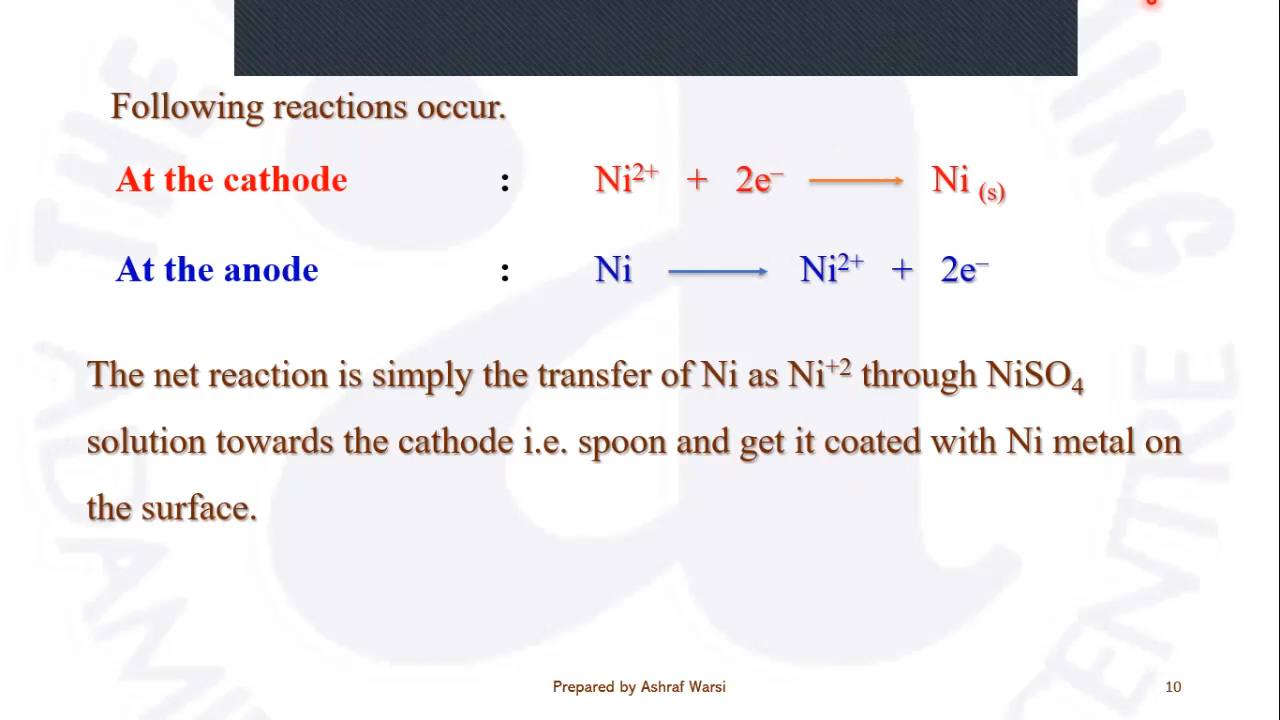 Following reactions occur.
At the cathode : Ni²⁺ + 2e⁻ ⟶ Ni (s)
At the anode : Ni ⟶ Ni²⁺ + 2e⁻
The net reaction is simply the transfer of Ni as Ni⁺² through NiSO₄
solution towards the cathode i.e. spoon and get it coated with Ni metal on
the surface.
Prepared by Ashraf Warsi 10